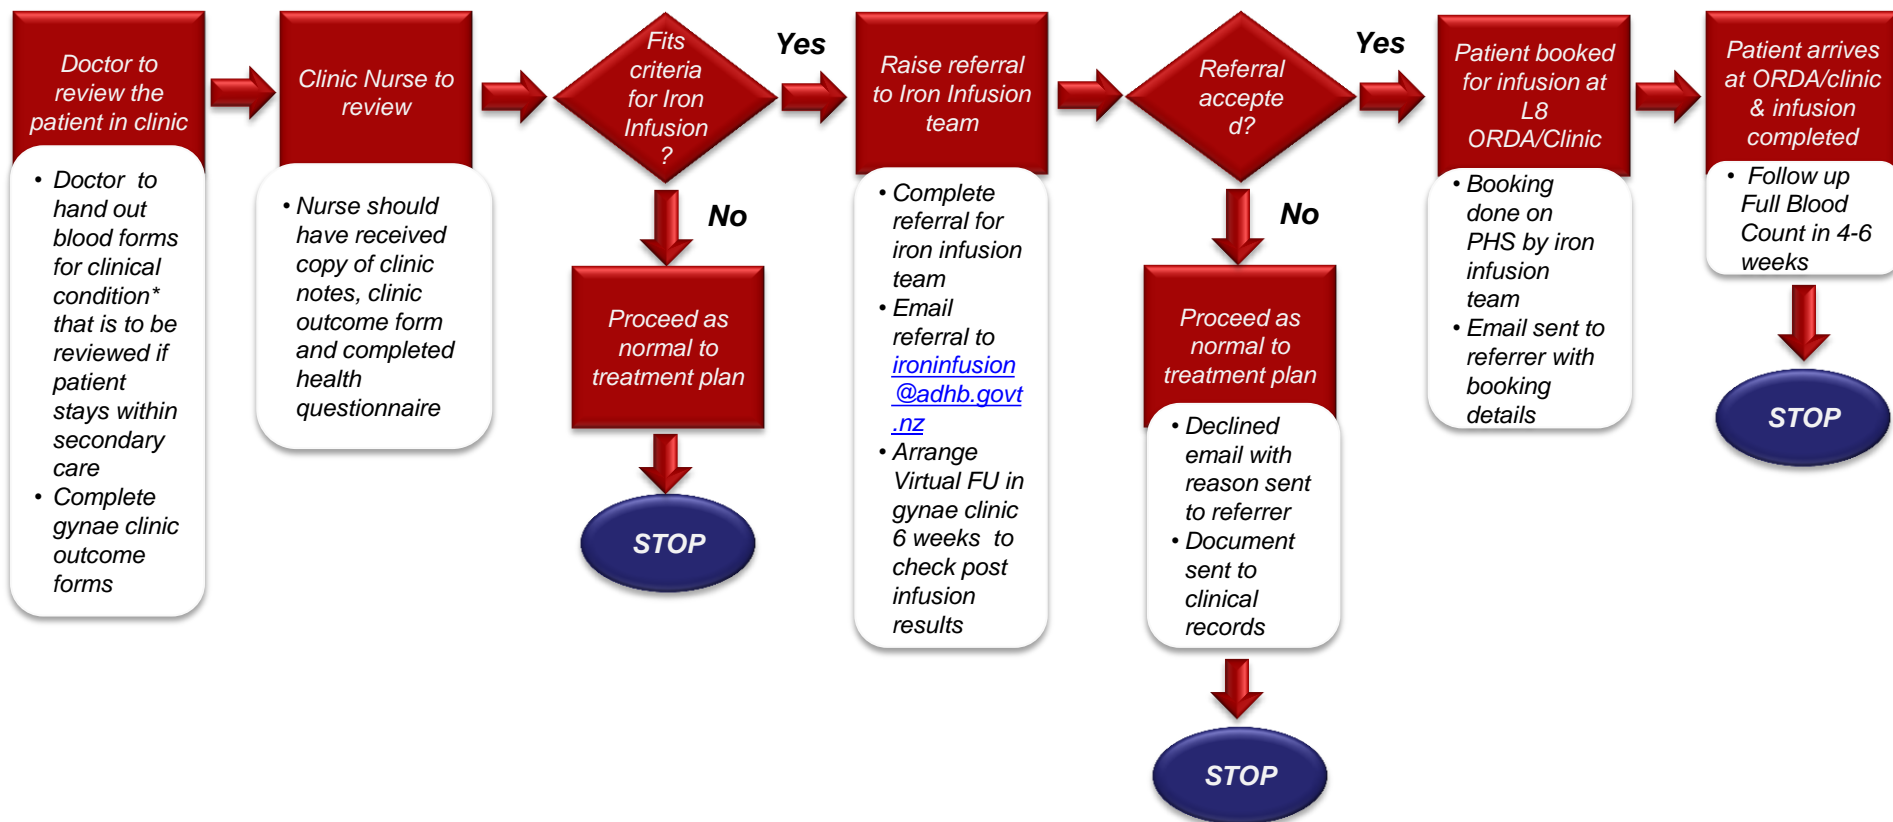 Doctor to
review the
patient in clinic
• Doctor to
hand out
blood forms
for clinical
condition*
that is to be
reviewed if
patient
stays within
secondary
care
• Complete
gynae clinic
outcome
forms
Clinic Nurse to
review
• Nurse should
have received
copy of clinic
notes, clinic
outcome form
and completed
health
questionnaire
Fits
criteria
for Iron
Infusion
?
Yes
No
Proceed as
normal to
treatment plan
STOP
Raise referral
to Iron Infusion
team
• Complete
referral for
iron infusion
team
• Email
referral to
ironinfusion
@adhb.govt
.nz
• Arrange
Virtual FU in
gynae clinic
6 weeks to
check post
infusion
results
Referral
accepte
d?
Yes
No
Proceed as
normal to
treatment plan
• Declined
email with
reason sent
to referrer
• Document
sent to
clinical
records
STOP
Patient booked
for infusion at
L8
ORDA/Clinic
• Booking
done on
PHS by iron
infusion
team
• Email sent to
referrer with
booking
details
Patient arrives
at ORDA/clinic
& infusion
completed
• Follow up
Full Blood
Count in 4-6
weeks
STOP